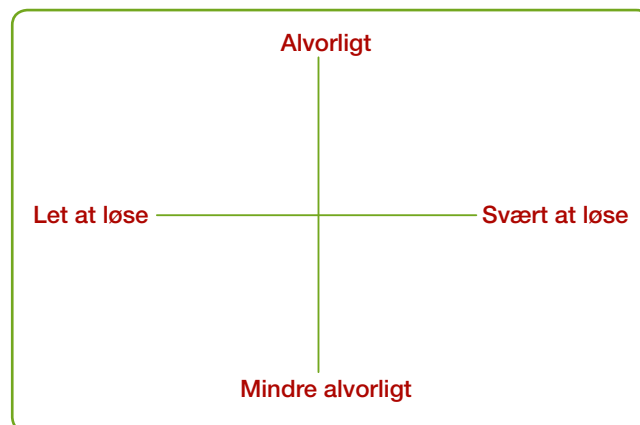 Alvorligt
Let at løse
Svært at løse
Mindre alvorligt